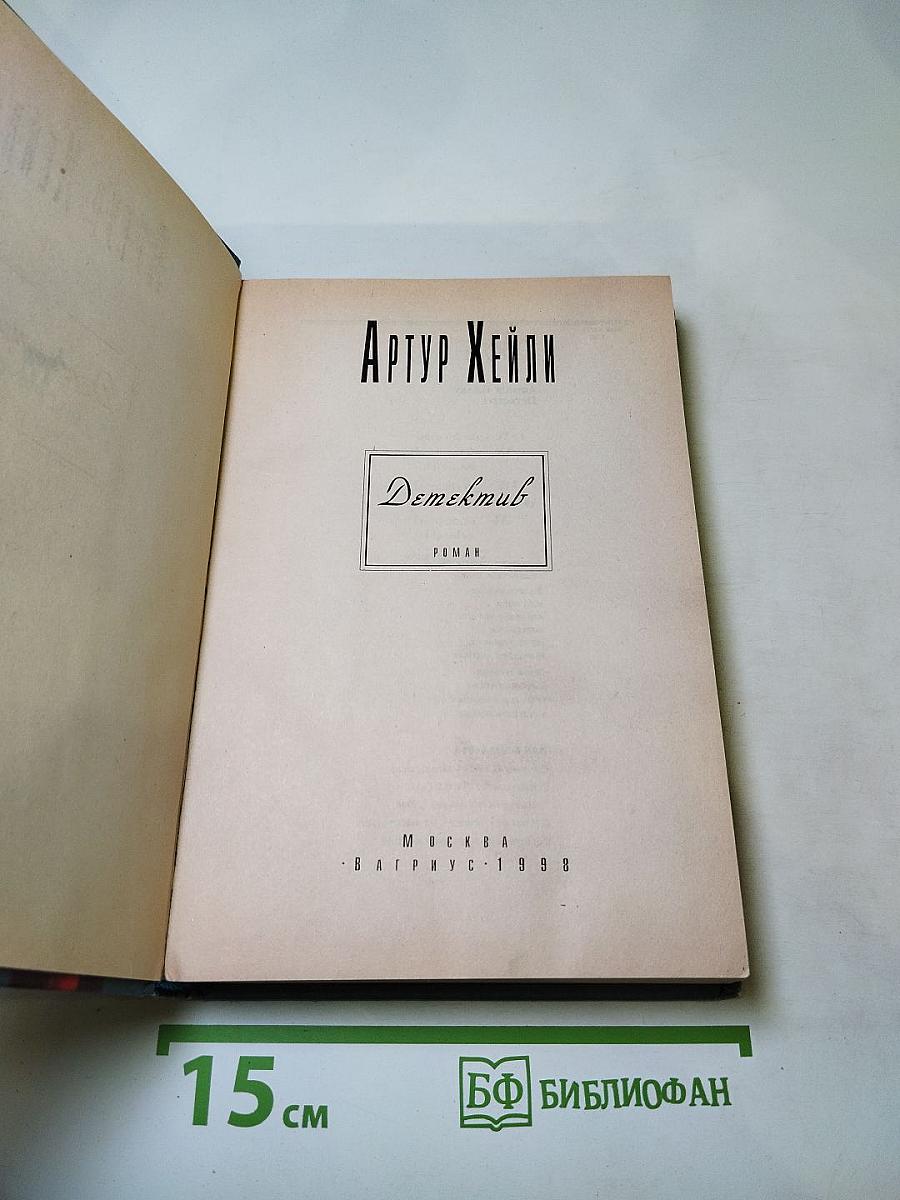 Артур Хейли
Детектив
роман
Москва
·Вагриус·1998
15 см
БФ БИБЛИОФАН